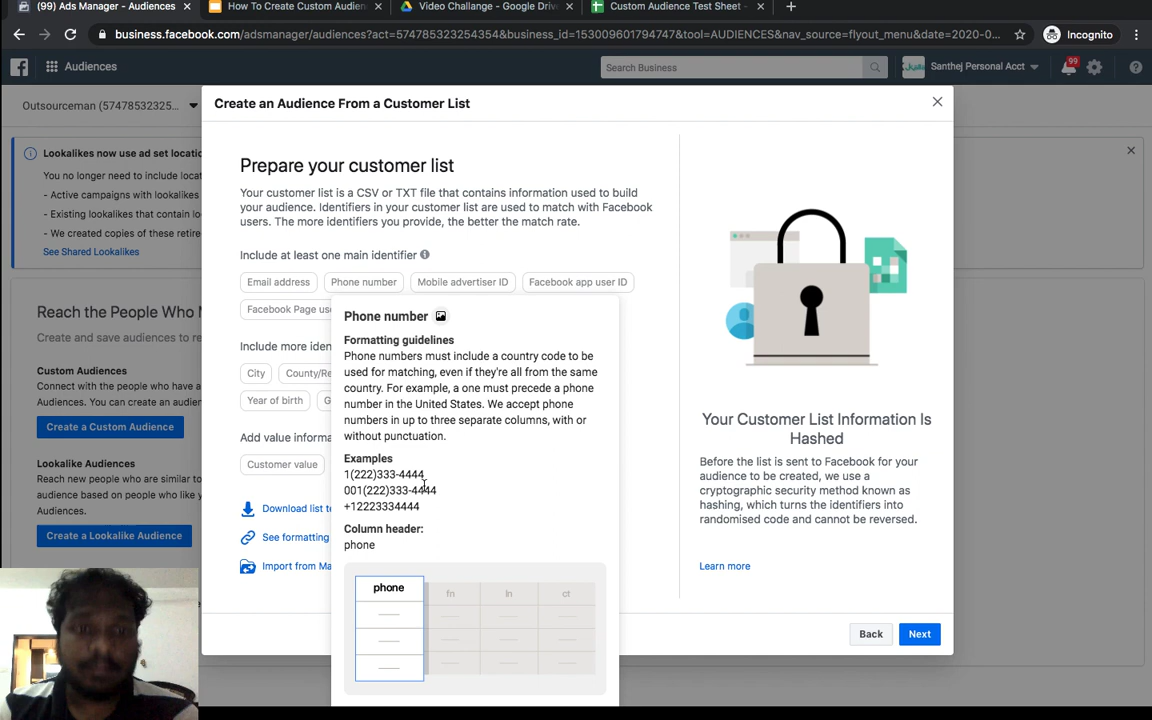 (99) Ads Manager - Audiences
How To Create Custom Audien
Video Challange - Google Driv
Custom Audience Test Sheet -
business.facebook.com/adsmanager/audiences?act=574785323254354&business_id=153009601794747&tool=AUDIENCES&nav_source=flyout_menu&date=2020-0...
Incognito
Audiences
Search Business
Santhej Personal Acct
99
Outsourceman (57478532325...
Create an Audience From a Customer List
Lookalikes now use ad set locatio
You no longer need to include locat
- Active campaigns with lookalikes
- Existing lookalikes that contain lo
- We created copies of these retire
See Shared Lookalikes
Reach the People Who M
Create and save audiences to re
Custom Audiences
Connect with the people who have a
Audiences. You can create an audien
Create a Custom Audience
Lookalike Audiences
Reach new people who are similar to
audience based on people who like
Audiences.
Create a Lookalike Audience
Prepare your customer list
Your customer list is a CSV or TXT file that contains information used to build
your audience. Identifiers in your customer list are used to match with Facebook
users. The more identifiers you provide, the better the match rate.
Include at least one main identifier
Email address
Phone number
Mobile advertiser ID
Facebook app user ID
Facebook Page use
Include more iden
City
County/Re
Year of birth
G
Add value informa
Customer value
Download list te
See formatting
Import from Ma
Phone number
Formatting guidelines
Phone numbers must include a country code to be
used for matching, even if they're all from the same
country. For example, a one must precede a phone
number in the United States. We accept phone
numbers in up to three separate columns, with or
without punctuation.
Examples
1(222)333-4444
001(222)333-4444
+12223334444
Column header:
phone
phone fn ln ct
Your Customer List Information Is
Hashed
Before the list is sent to Facebook for your
audience to be created, we use a
cryptographic security method known as
hashing, which turns the identifiers into
randomised code and cannot be reversed.
Learn more
Back
Next